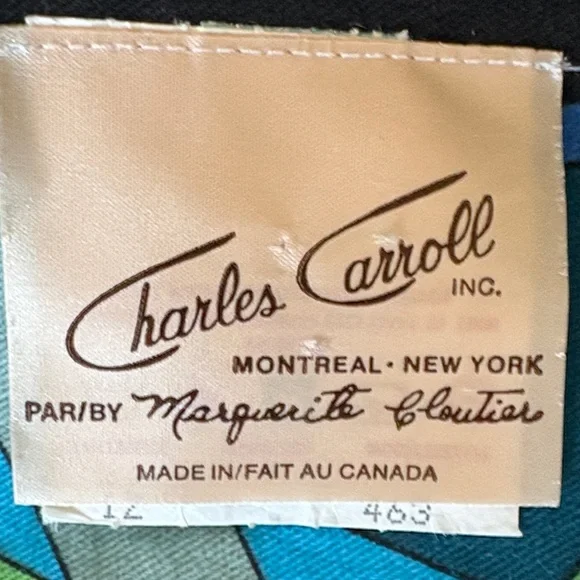 Charles Carroll
INC.
MONTREAL · NEW YORK
PAR/BY Marguerite Cloutier
MADE IN/FAIT AU CANADA
12 463